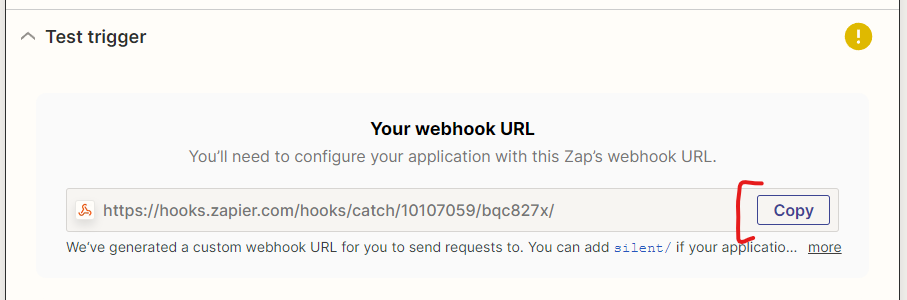 Test trigger
Your webhook URL
You’ll need to configure your application with this Zap’s webhook URL.
https://hooks.zapier.com/hooks/catch/10107059/bqc827x/ Copy
We’ve generated a custom webhook URL for you to send requests to. You can add silent/ if your applicatio... more